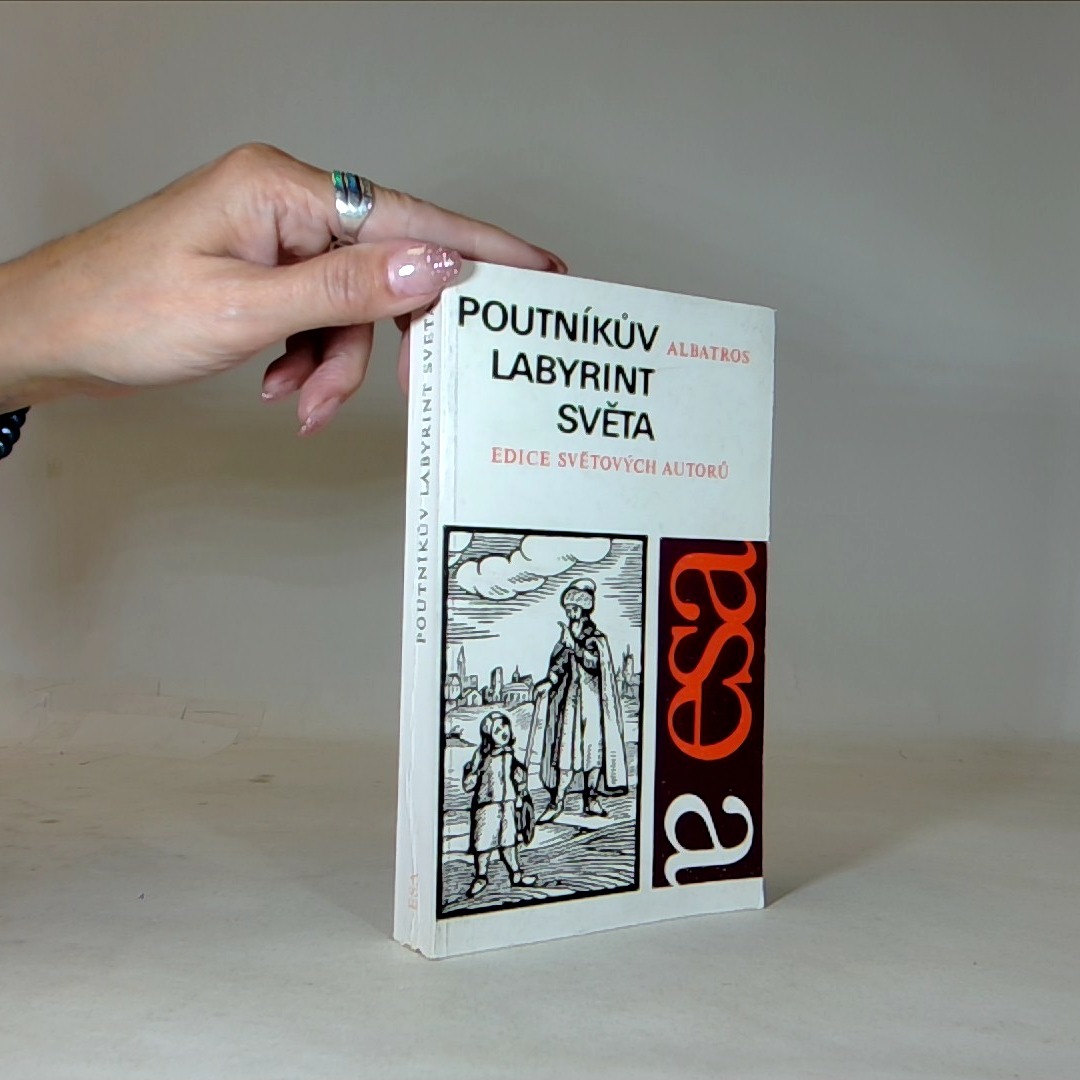 POUTNÍKŮV
LABYRINT
SVĚTA
ALBATROS
EDICE SVĚTOVÝCH AUTORŮ
esa
a
POUTNÍKŮV LABYRINT SVĚTA
ESA